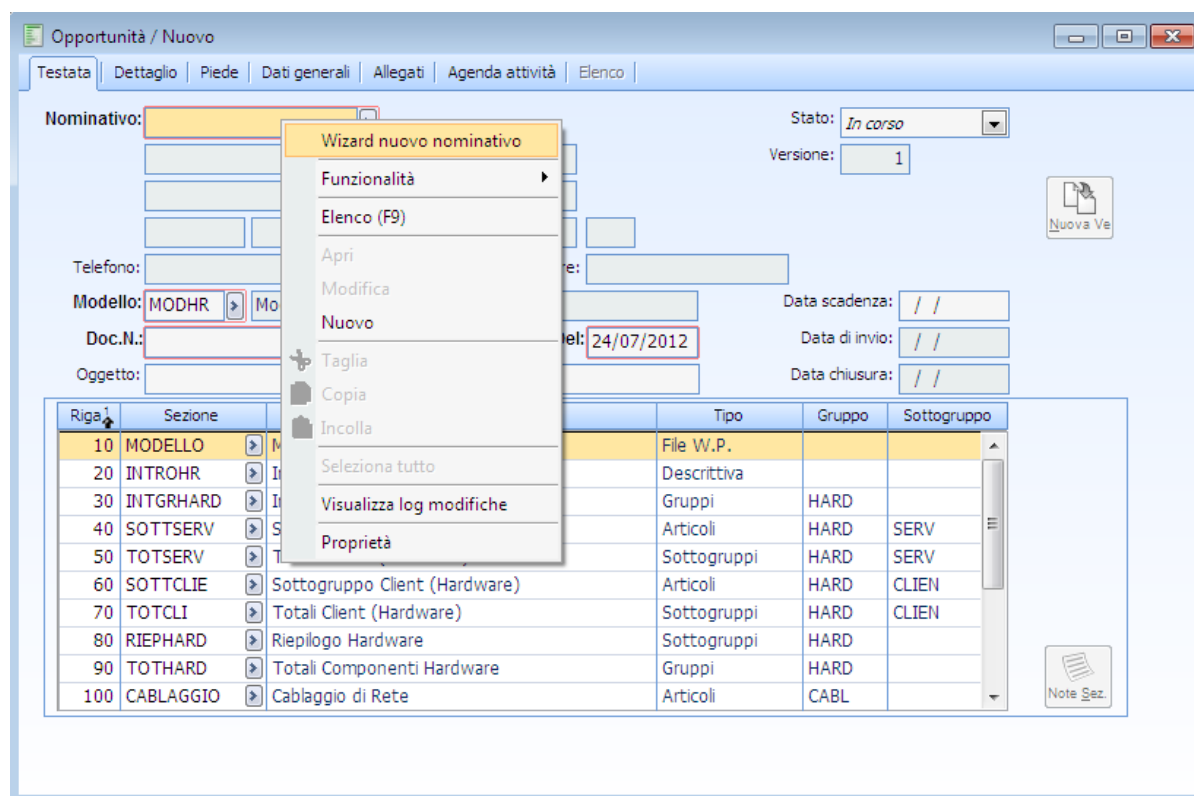 Opportunità / Nuovo
Testata Dettaglio Piede Dati generali Allegati Agenda attività Elenco
Nominativo:
Stato: In corso
Versione: 1
Nuova Ve
Telefono:
re:
Modello: MODHR Mo
Data scadenza: / /
Doc.N.:
Del: 24/07/2012
Data di invio: / /
Oggetto:
Data chiusura: / /
Wizard nuovo nominativo
Funzionalità
Elenco (F9)
Apri
Modifica
Nuovo
Taglia
Copia
Incolla
Seleziona tutto
Visualizza log modifiche
Proprietà
Riga 1 Sezione Tipo Gruppo Sottogruppo
10 MODELLO M File W.P.
20 INTROHR Descrittiva
30 INTGRHARD Gruppi HARD
40 SOTTSERV S Articoli HARD SERV
50 TOTSERV T Sottogruppi HARD SERV
60 SOTTCLIE Sottogruppo Client (Hardware) Articoli HARD CLIEN
70 TOTCLI Totali Client (Hardware) Sottogruppi HARD CLIEN
80 RIEPHARD Riepilogo Hardware Sottogruppi HARD
90 TOTHARD Totali Componenti Hardware Gruppi HARD
100 CABLAGGIO Cablaggio di Rete Articoli CABL
Note Sez.